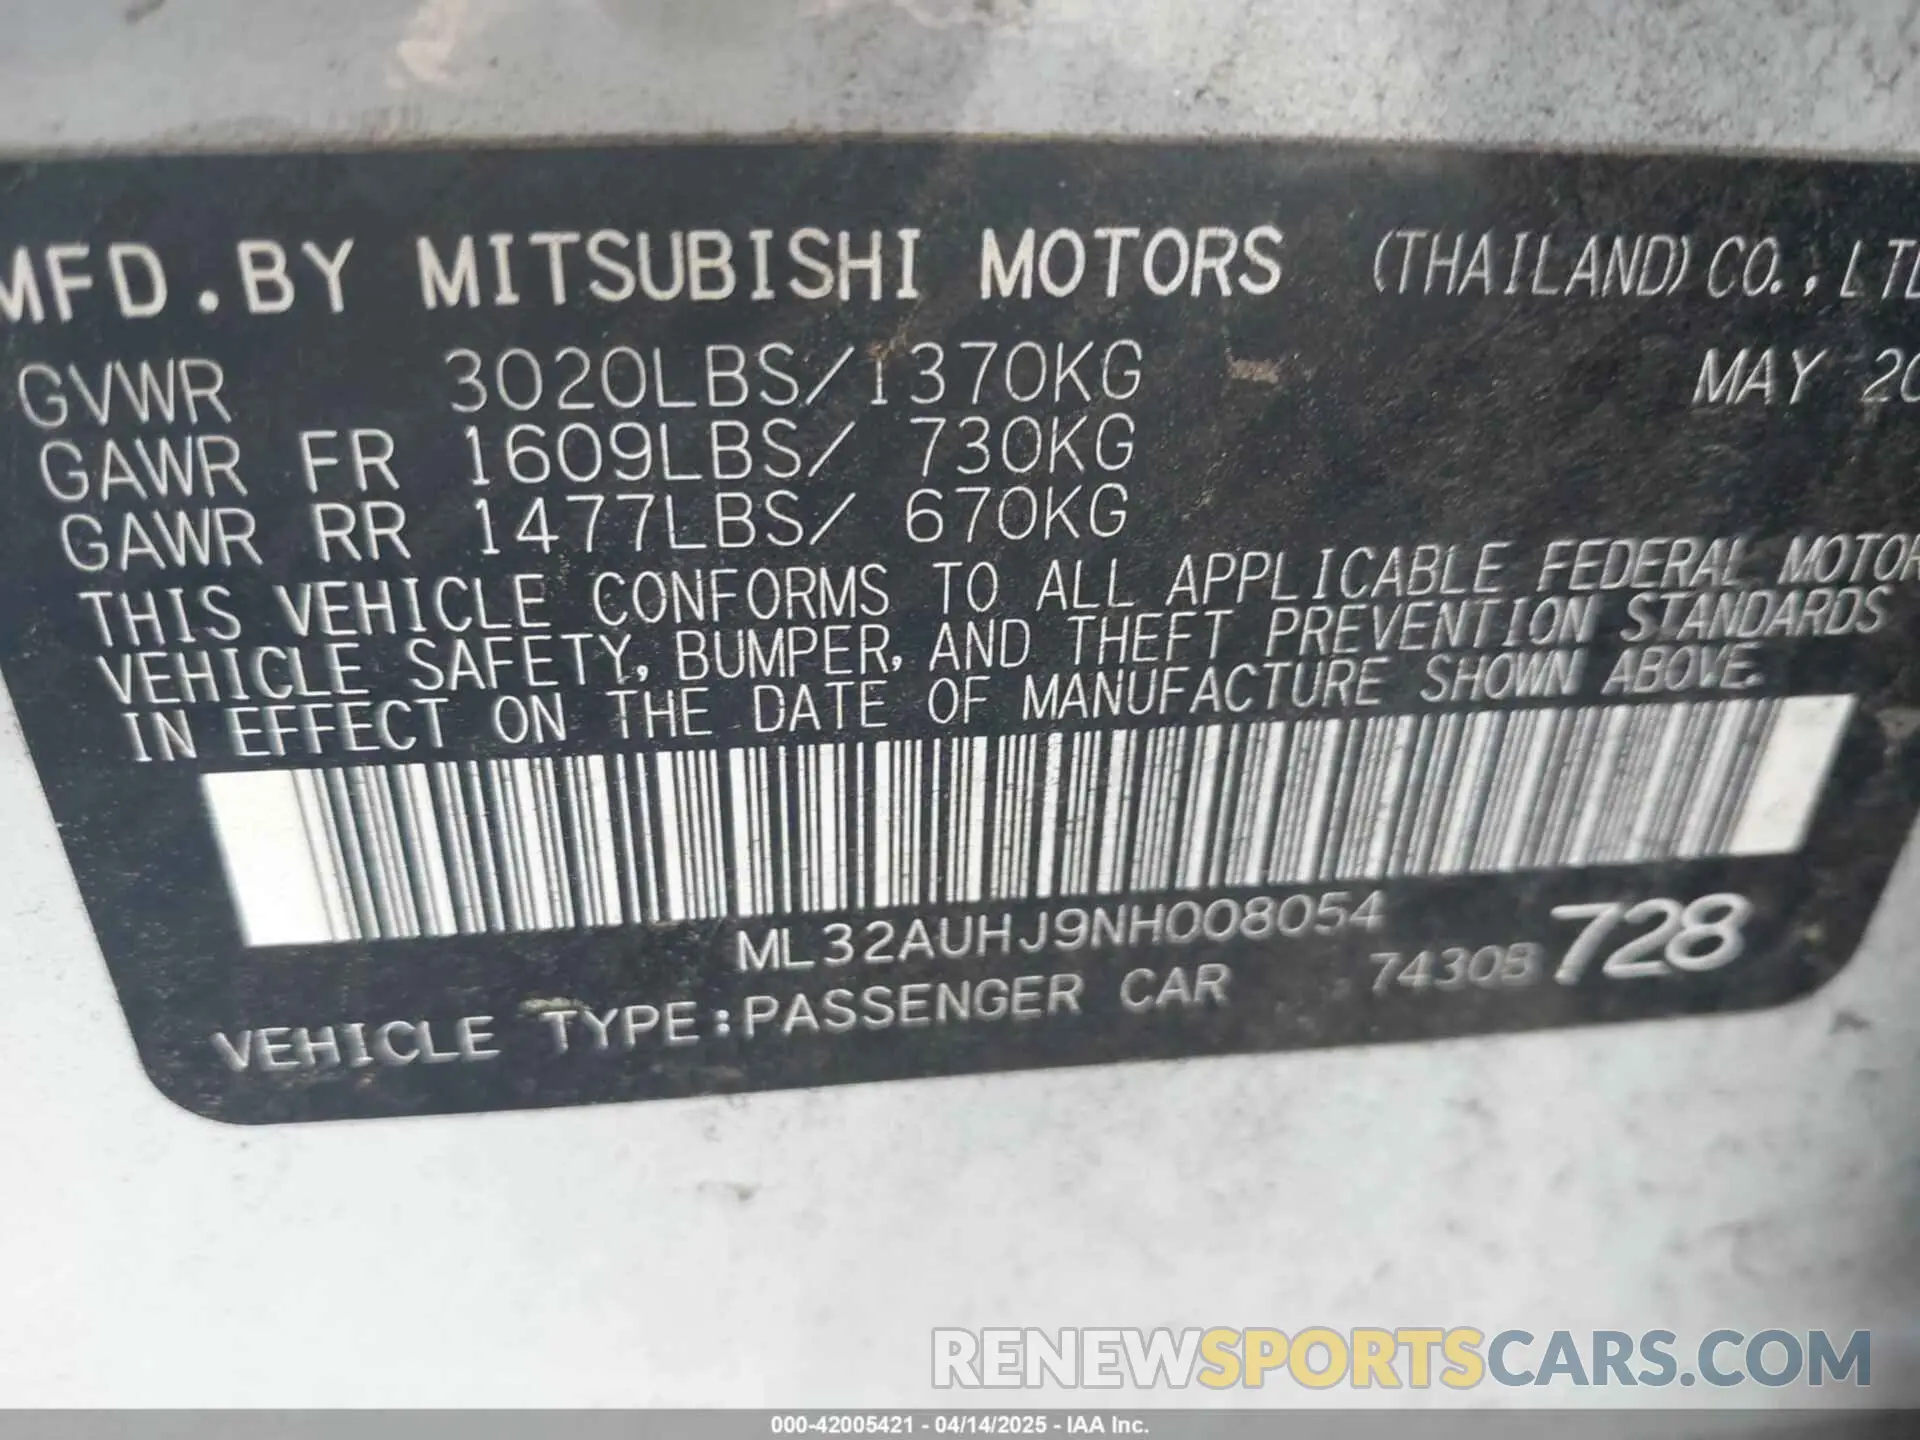 MFD.BY MITSUBISHI MOTORS (THAILAND) CO., LTD
GVWR 3020LBS/1370KG MAY 20
GAWR FR 1609LBS/ 730KG
GAWR RR 1477LBS/ 670KG
THIS VEHICLE CONFORMS TO ALL APPLICABLE FEDERAL MOTOR
VEHICLE SAFETY, BUMPER, AND THEFT PREVENTION STANDARDS
IN EFFECT ON THE DATE OF MANUFACTURE SHOWN ABOVE.
ML32AUHJ9NH008054
VEHICLE TYPE:PASSENGER CAR 7430B 728
RENEWSPORTSCARS.COM
000-42005421 - 04/14/2025 - IAA Inc.